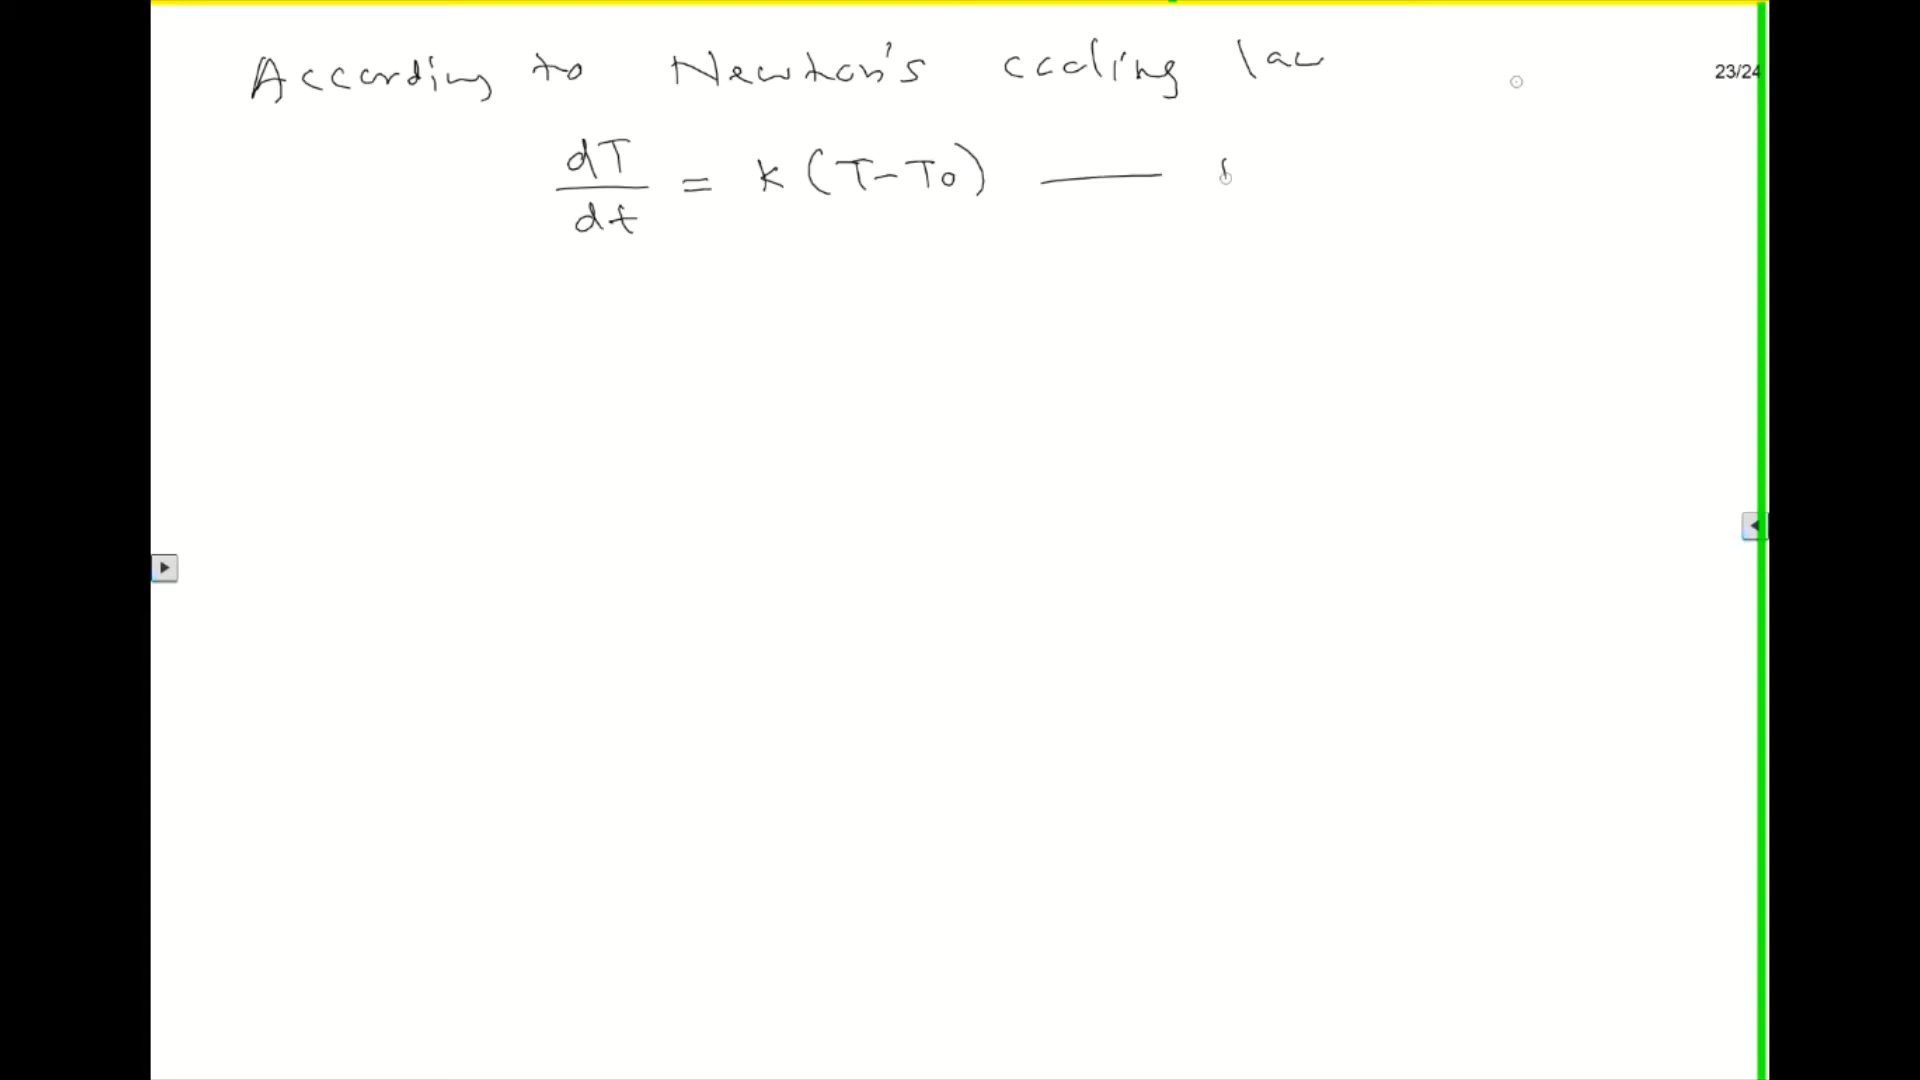 According to Newton's cooling law
23/24
dT/dt = k (T-To) ——